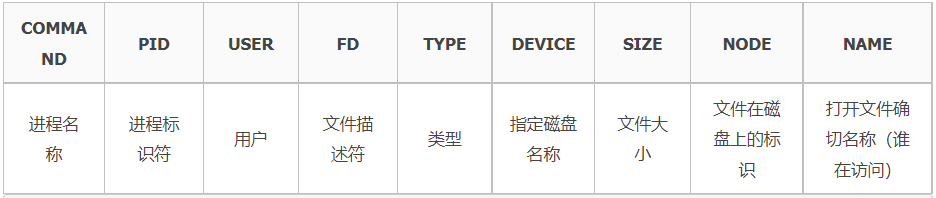 COMMA
ND
PID
USER
FD
TYPE
DEVICE
SIZE
NODE
NAME
进程名
称
进程标
识符
用户
文件描
述符
类型
指定磁盘
名称
文件大
小
文件在磁
盘上的标
识
打开文件确
切名称（谁
在访问）